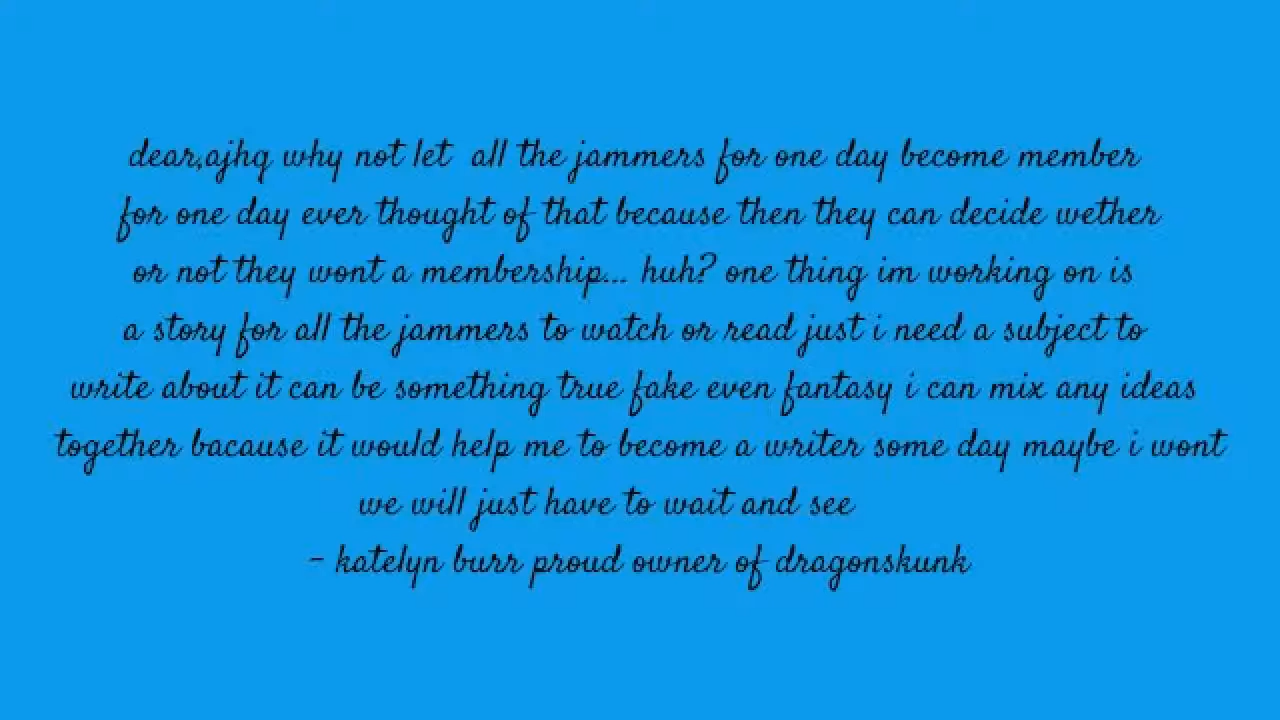 dear,ajhq why not let all the jammers for one day become member
for one day ever thought of that because then they can decide wether
or not they wont a membership... huh? one thing im working on is
a story for all the jammers to watch or read just i need a subject to
write about it can be something true fake even fantasy i can mix any ideas
together bacause it would help me to become a writer some day maybe i wont
we will just have to wait and see
- katelyn burr proud owner of dragonskunk